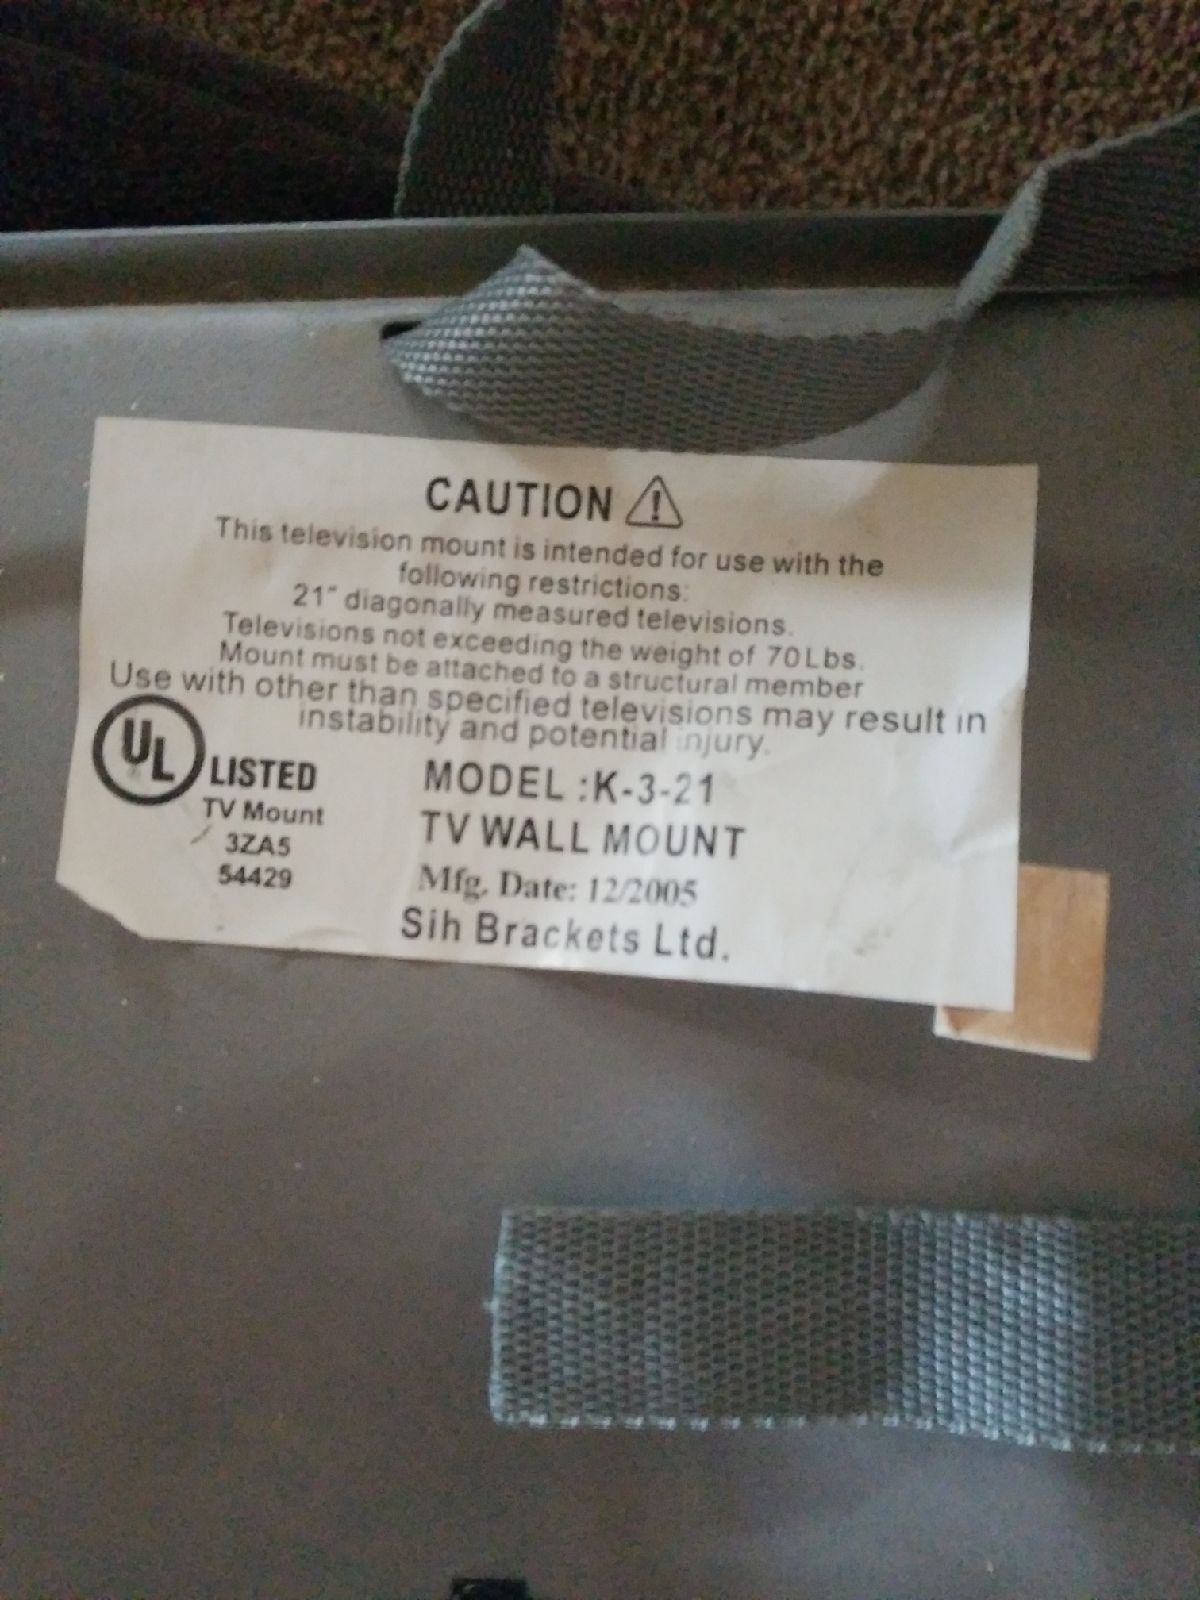 CAUTION
This television mount is intended for use with the
following restrictions:
21" diagonally measured televisions.
Televisions not exceeding the weight of 70Lbs.
Mount must be attached to a structural member
Use with other than specified televisions may result in
instability and potential injury.
UL LISTED
TV Mount
3ZA5
54429
MODEL :K-3-21
TV WALL MOUNT
Mfg. Date: 12/2005
Sih Brackets Ltd.